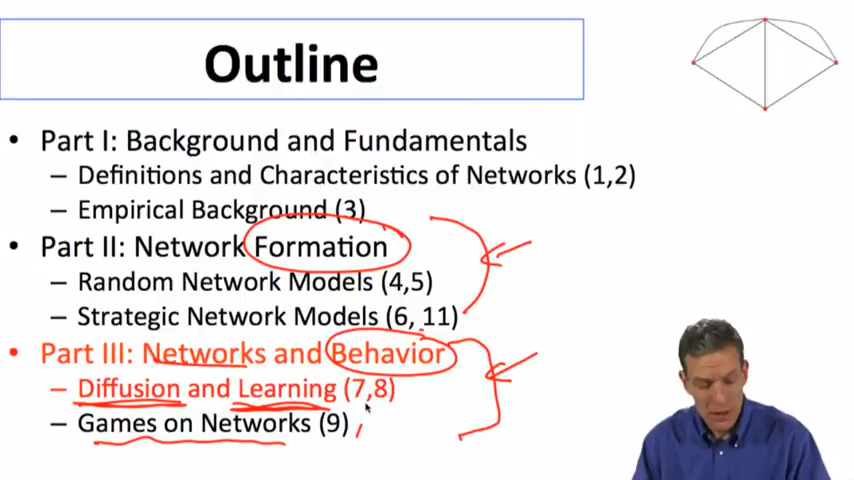 Outline
• Part I: Background and Fundamentals
– Definitions and Characteristics of Networks (1,2)
– Empirical Background (3)
• Part II: Network Formation
– Random Network Models (4,5)
– Strategic Network Models (6, 11)
• Part III: Networks and Behavior
– Diffusion and Learning (7,8)
– Games on Networks (9)